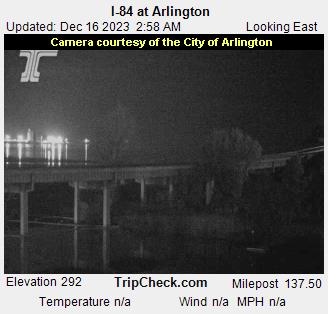 I-84 at Arlington
Updated: Dec 16 2023 2:58 AM Looking East
Camera courtesy of the City of Arlington
Elevation 292 TripCheck.com Milepost 137.50
Temperature n/a Wind n/a MPH n/a